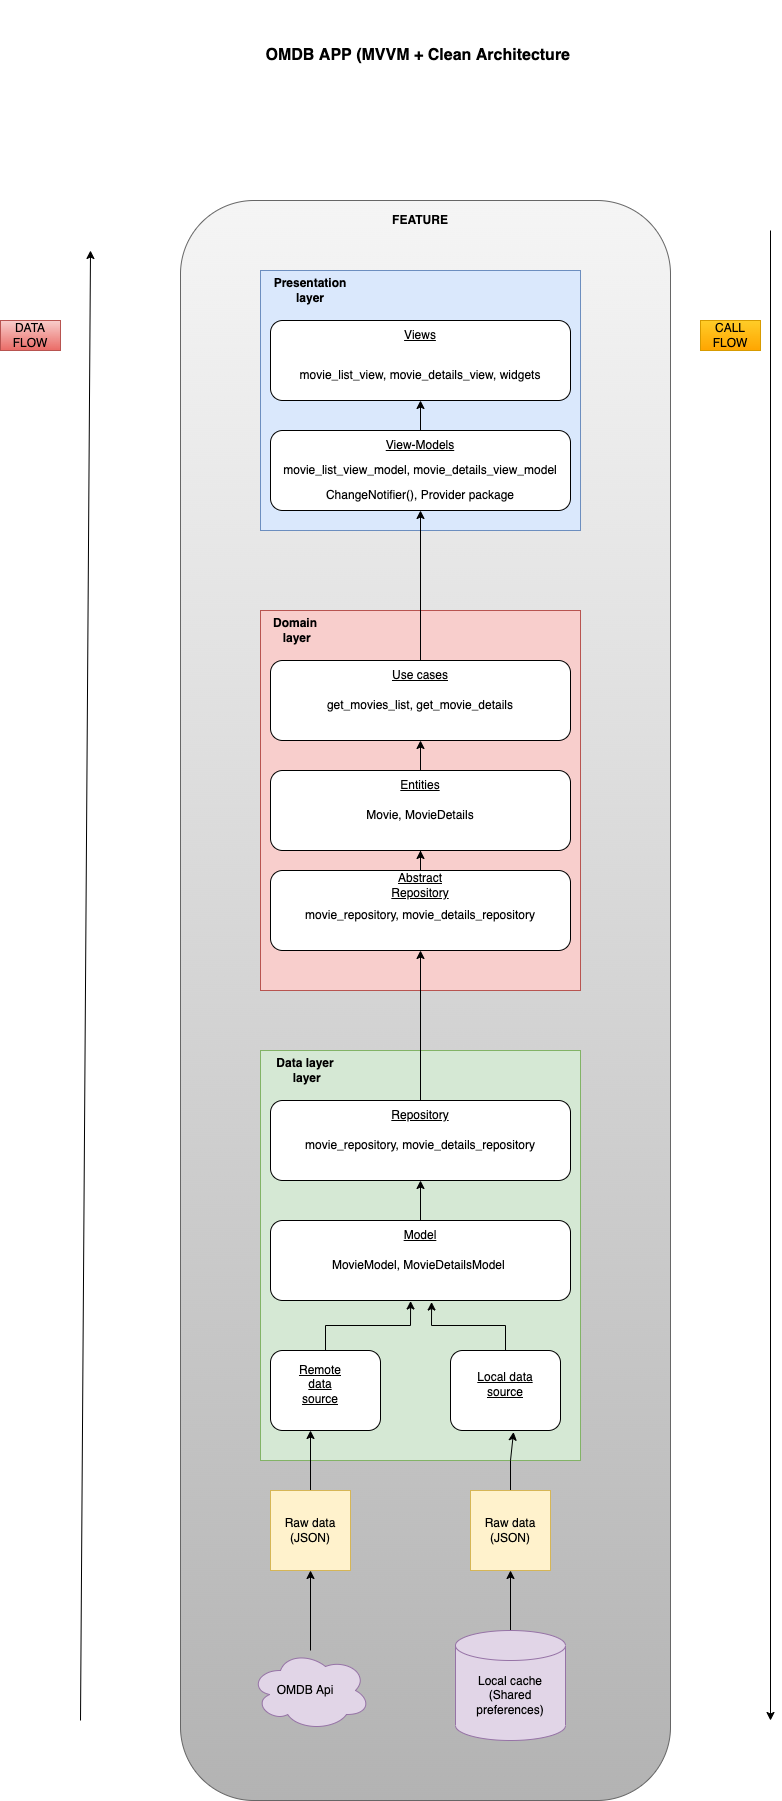 OMDB APP (MVVM + Clean Architecture
FEATURE
Presentation
layer
Views
movie_list_view, movie_details_view, widgets
DATA
FLOW
CALL
FLOW
View-Models
movie_list_view_model, movie_details_view_model
ChangeNotifier(), Provider package
Domain
layer
Use cases
get_movies_list, get_movie_details
Entities
Movie, MovieDetails
Abstract
Repository
movie_repository, movie_details_repository
Data layer
layer
Repository
movie_repository, movie_details_repository
Model
MovieModel, MovieDetailsModel
Remote
data
source
Local data
source
Raw data
(JSON)
Raw data
(JSON)
OMDB Api
Local cache
(Shared
preferences)